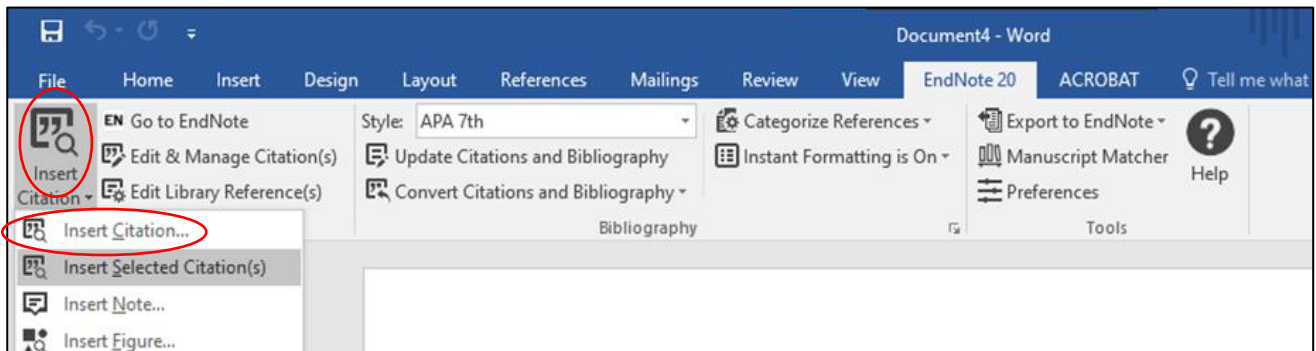 Document4 - Word
File Home Insert Design Layout References Mailings Review View EndNote 20 ACROBAT Tell me what
Insert Citation
EN Go to EndNote
Edit & Manage Citation(s)
Edit Library Reference(s)
Style: APA 7th
Update Citations and Bibliography
Convert Citations and Bibliography
Bibliography
Categorize References
Instant Formatting is On
Export to EndNote
Manuscript Matcher
Preferences
Tools
Help
Insert Citation...
Insert Selected Citation(s)
Insert Note...
Insert Figure...